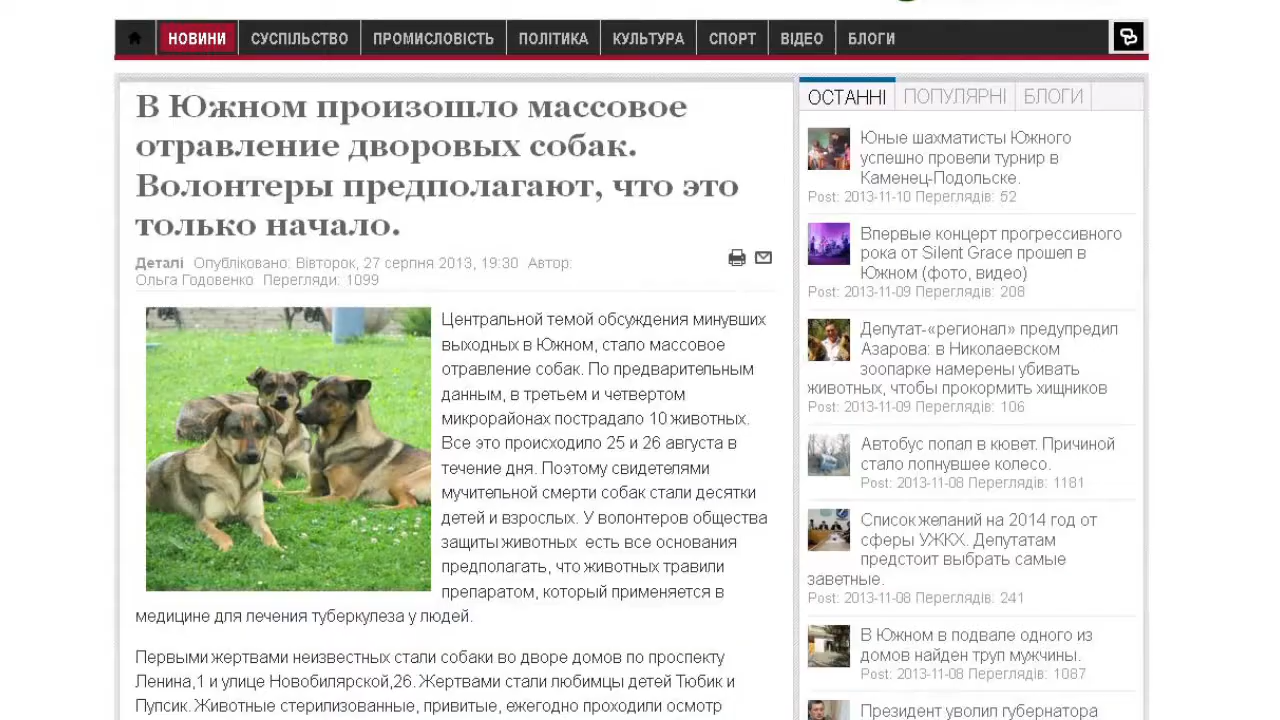 НОВИНИ СУСПІЛЬСТВО ПРОМИСЛОВІСТЬ ПОЛІТИКА КУЛЬТУРА СПОРТ ВІДЕО БЛОГИ
В Южном произошло массовое
отравление дворовых собак.
Волонтеры предполагают, что это
только начало.
Деталі Опубліковано: Вівторок, 27 серпня 2013, 19:30 Автор:
Ольга Годовенко Перегляди: 1099
Центральной темой обсуждения минувших
выходных в Южном, стало массовое
отравление собак. По предварительным
данным, в третьем и четвертом
микрорайонах пострадало 10 животных.
Все это происходило 25 и 26 августа в
течение дня. Поэтому свидетелями
мучительной смерти собак стали десятки
детей и взрослых. У волонтеров общества
защиты животных есть все основания
предполагать, что животных травили
препаратом, который применяется в
медицине для лечения туберкулеза у людей.
Первыми жертвами неизвестных стали собаки во дворе домов по проспекту
Ленина,1 и улице Новобилярской,26. Жертвами стали любимцы детей Тюбик и
Пупсик. Животные стерилизованные, привитые, ежегодно проходили осмотр
ОСТАННІ ПОПУЛЯРНІ БЛОГИ
Юные шахматисты Южного
успешно провели турнир в
Каменец-Подольске.
Post: 2013-11-10 Переглядів: 52
Впервые концерт прогрессивного
рока от Silent Grace прошел в
Южном (фото, видео)
Post: 2013-11-09 Переглядів: 208
Депутат-«регионал» предупредил
Азарова: в Николаевском
зоопарке намерены убивать
животных, чтобы прокормить хищников
Post: 2013-11-09 Переглядів: 106
Автобус попал в кювет. Причиной
стало лопнувшее колесо.
Post: 2013-11-08 Переглядів: 1181
Список желаний на 2014 год от
сферы УЖКХ. Депутатам
предстоит выбрать самые
заветные.
Post: 2013-11-08 Переглядів: 241
В Южном в подвале одного из
домов найден труп мужчины.
Post: 2013-11-08 Переглядів: 1087
Президент уволил губернатора